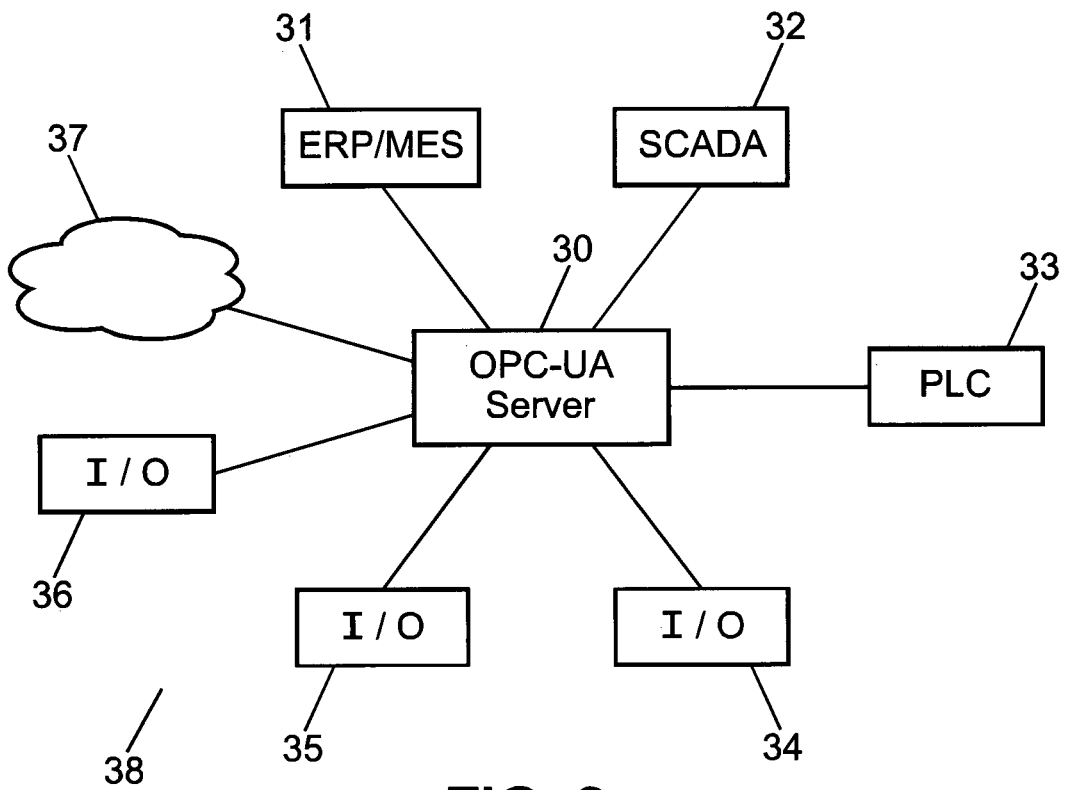 31
32
37
ERP/MES
SCADA
30
33
OPC-UA
Server
PLC
I / O
36
I / O
I / O
35
34
38